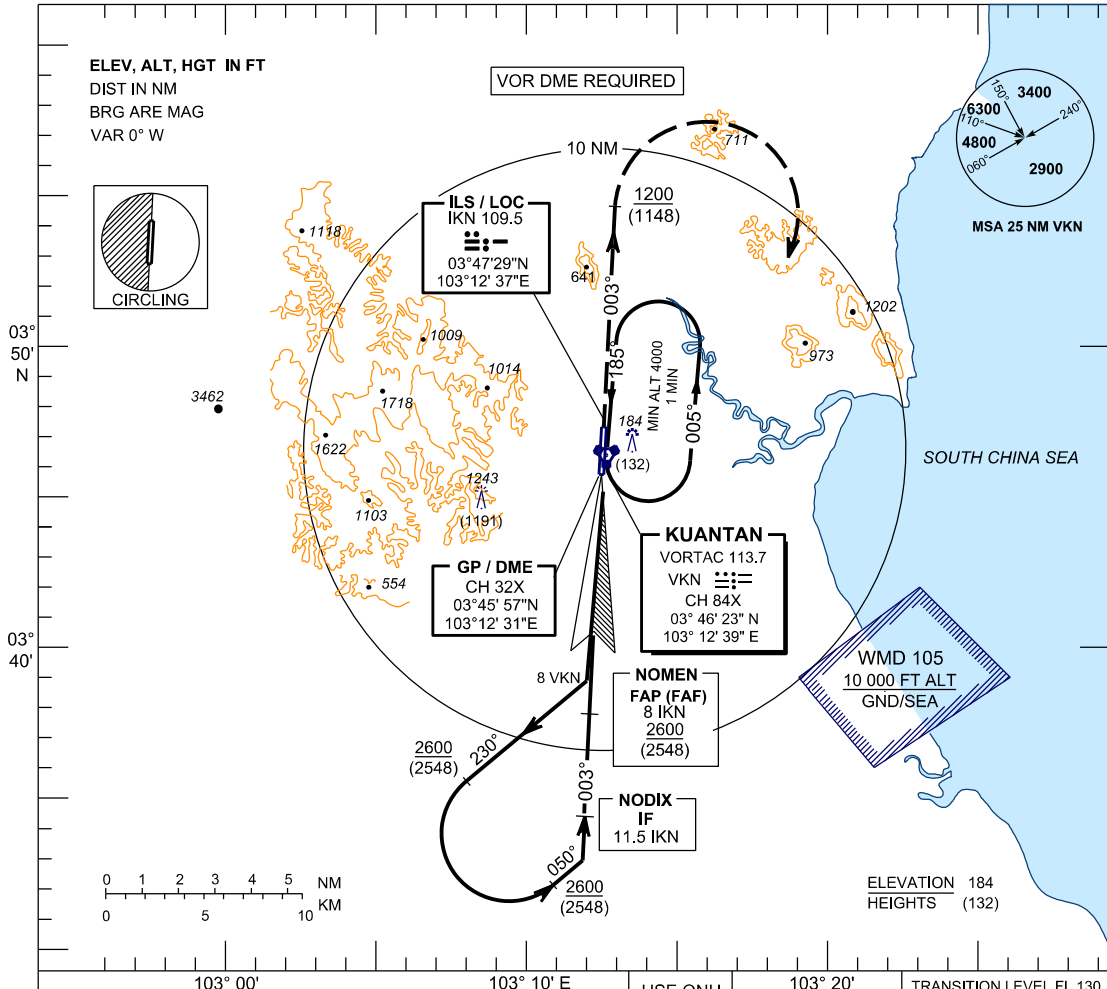 ELEV, ALT, HGT IN FT
DIST IN NM
BRG ARE MAG
VAR 0° W
VOR DME REQUIRED
150°
3400
6300
110°
240°
4800
060°
2900
MSA 25 NM VKN
CIRCLING
10 NM
711
1200
(1148)
ILS / LOC
IKN 109.5
03°47'29"N
103°12' 37"E
1118
641
003°
1202
973
03°
50'
N
1009
1014
1718
3462
1622
185°
MIN ALT 4000
1 MIN
005°
184
(132)
SOUTH CHINA SEA
1243
(1191)
1103
554
GP / DME
CH 32X
03°45' 57"N
103°12' 31"E
KUANTAN
VORTAC 113.7
VKN
CH 84X
03° 46' 23" N
103° 12' 39" E
03°
40'
8 VKN
NOMEN
FAP (FAF)
8 IKN
2600
(2548)
WMD 105
10 000 FT ALT
GND/SEA
2600
(2548)
230°
003°
NODIX
IF
11.5 IKN
050°
2600
(2548)
0 1 2 3 4 5 NM
0 5 10 KM
ELEVATION 184
HEIGHTS (132)
103° 00'
103° 10' E
103° 20'
TRANSITION LEVEL FL 130